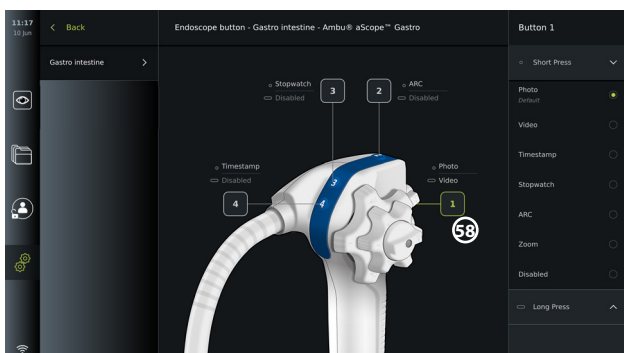 11:17
10 Jun
Back
Endoscope button - Gastro intestine - Ambu® aScope™ Gastro
Button 1
Gastro intestine
Short Press
Photo
Default
Video
Timestamp
Stopwatch
ARC
Zoom
Disabled
Long Press
Stopwatch
Disabled
3
2
ARC
Disabled
Timestamp
Disabled
4
Photo
Video
1
58
3
4